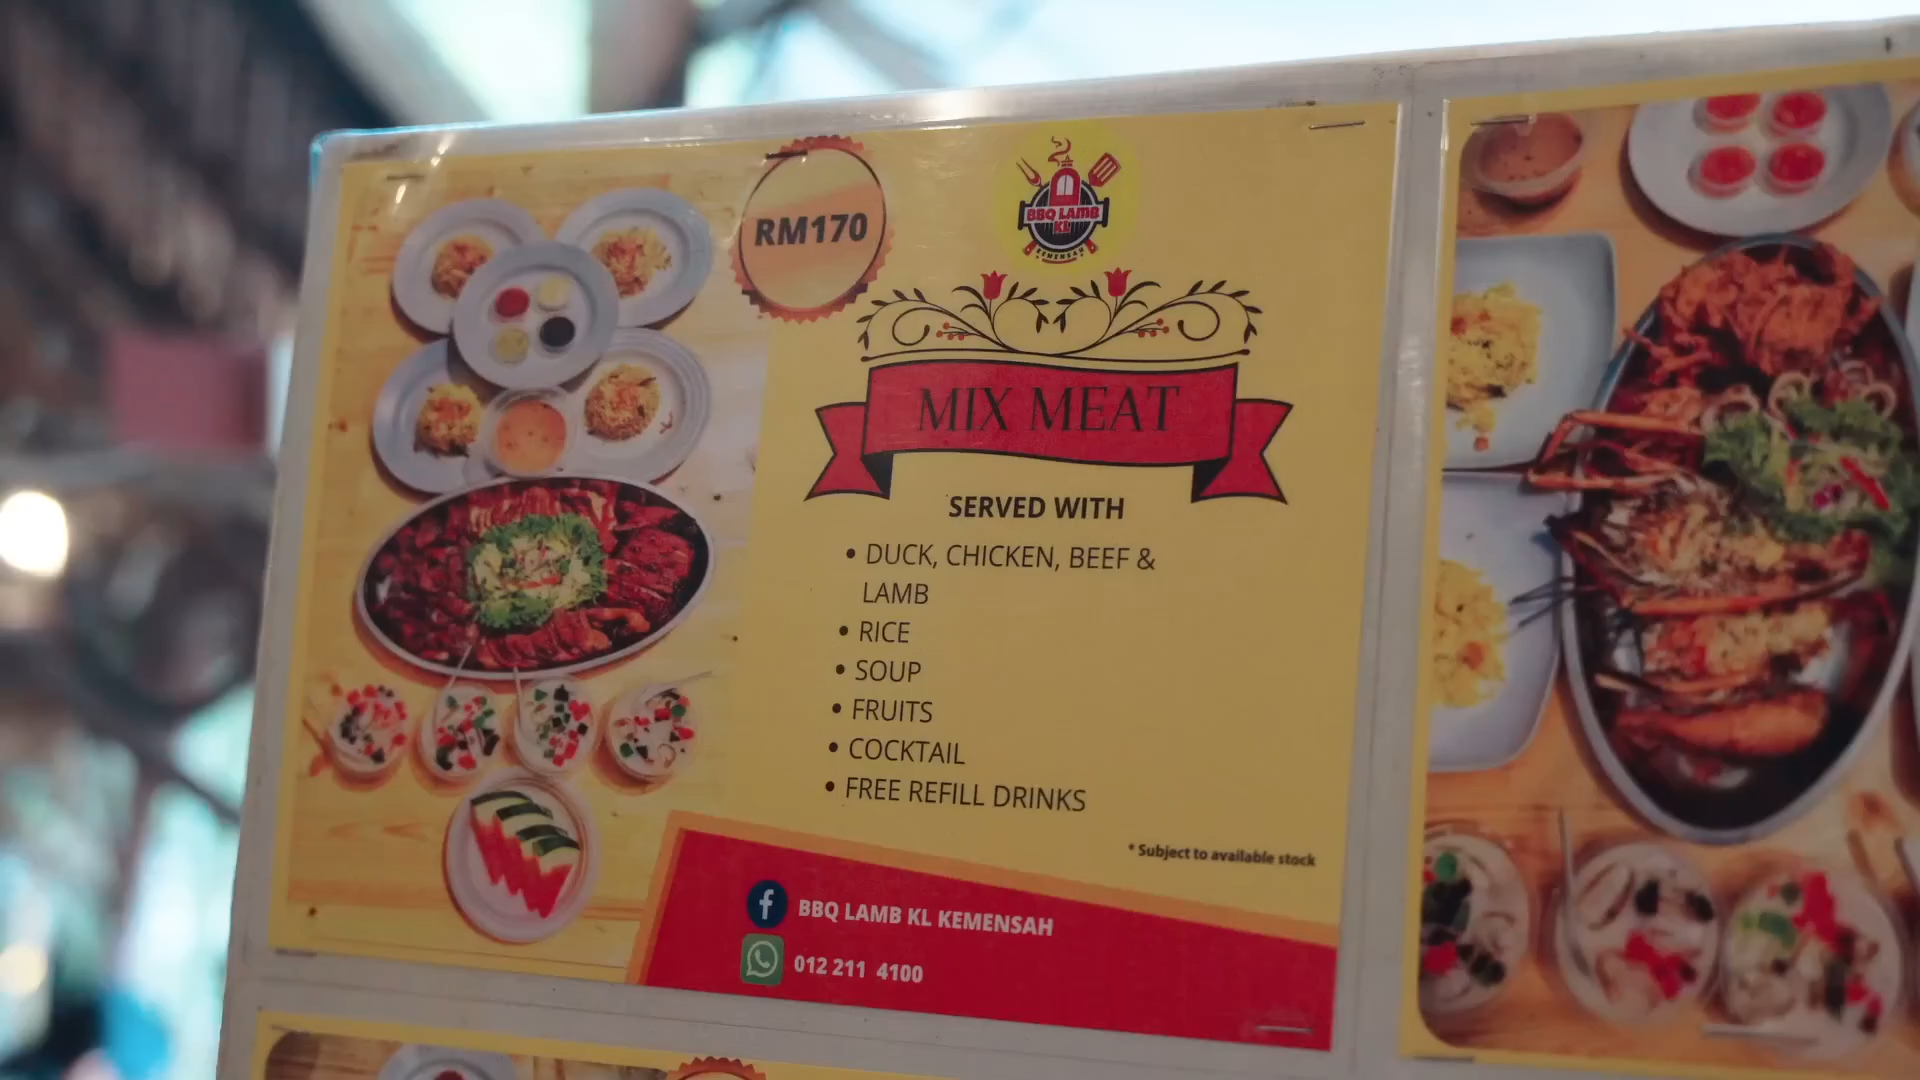 RM170
BBQ LAMB
KL
KEMENSAH
MIX MEAT
SERVED WITH
• DUCK, CHICKEN, BEEF &
LAMB
• RICE
• SOUP
• FRUITS
• COCKTAIL
• FREE REFILL DRINKS
* Subject to available stock
BBQ LAMB KL KEMENSAH
012 211 4100